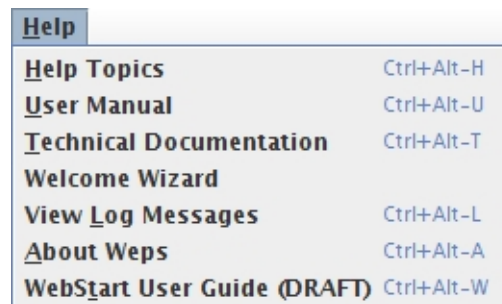 Help
Help Topics Ctrl+Alt-H
User Manual Ctrl+Alt-U
Technical Documentation Ctrl+Alt-T
Welcome Wizard
View Log Messages Ctrl+Alt-L
About Weps Ctrl+Alt-A
WebStart User Guide (DRAFT) Ctrl+Alt-W